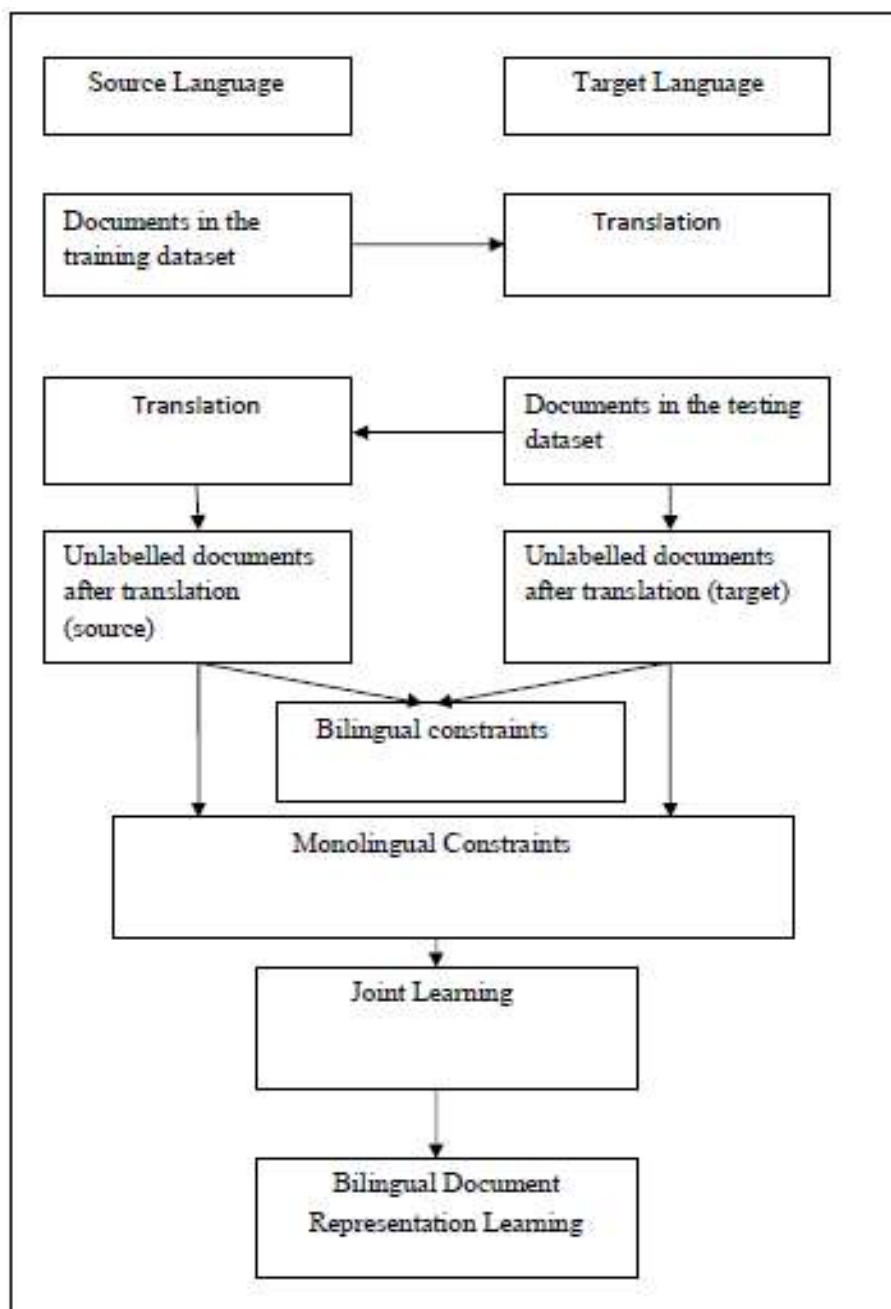 Source Language
Target Language
Documents in the
training dataset
Translation
Translation
Documents in the testing
dataset
Unlabelled documents
after translation
(source)
Unlabelled documents
after translation (target)
Bilingual constraints
Monolingual Constraints
Joint Learning
Bilingual Document
Representation Learning